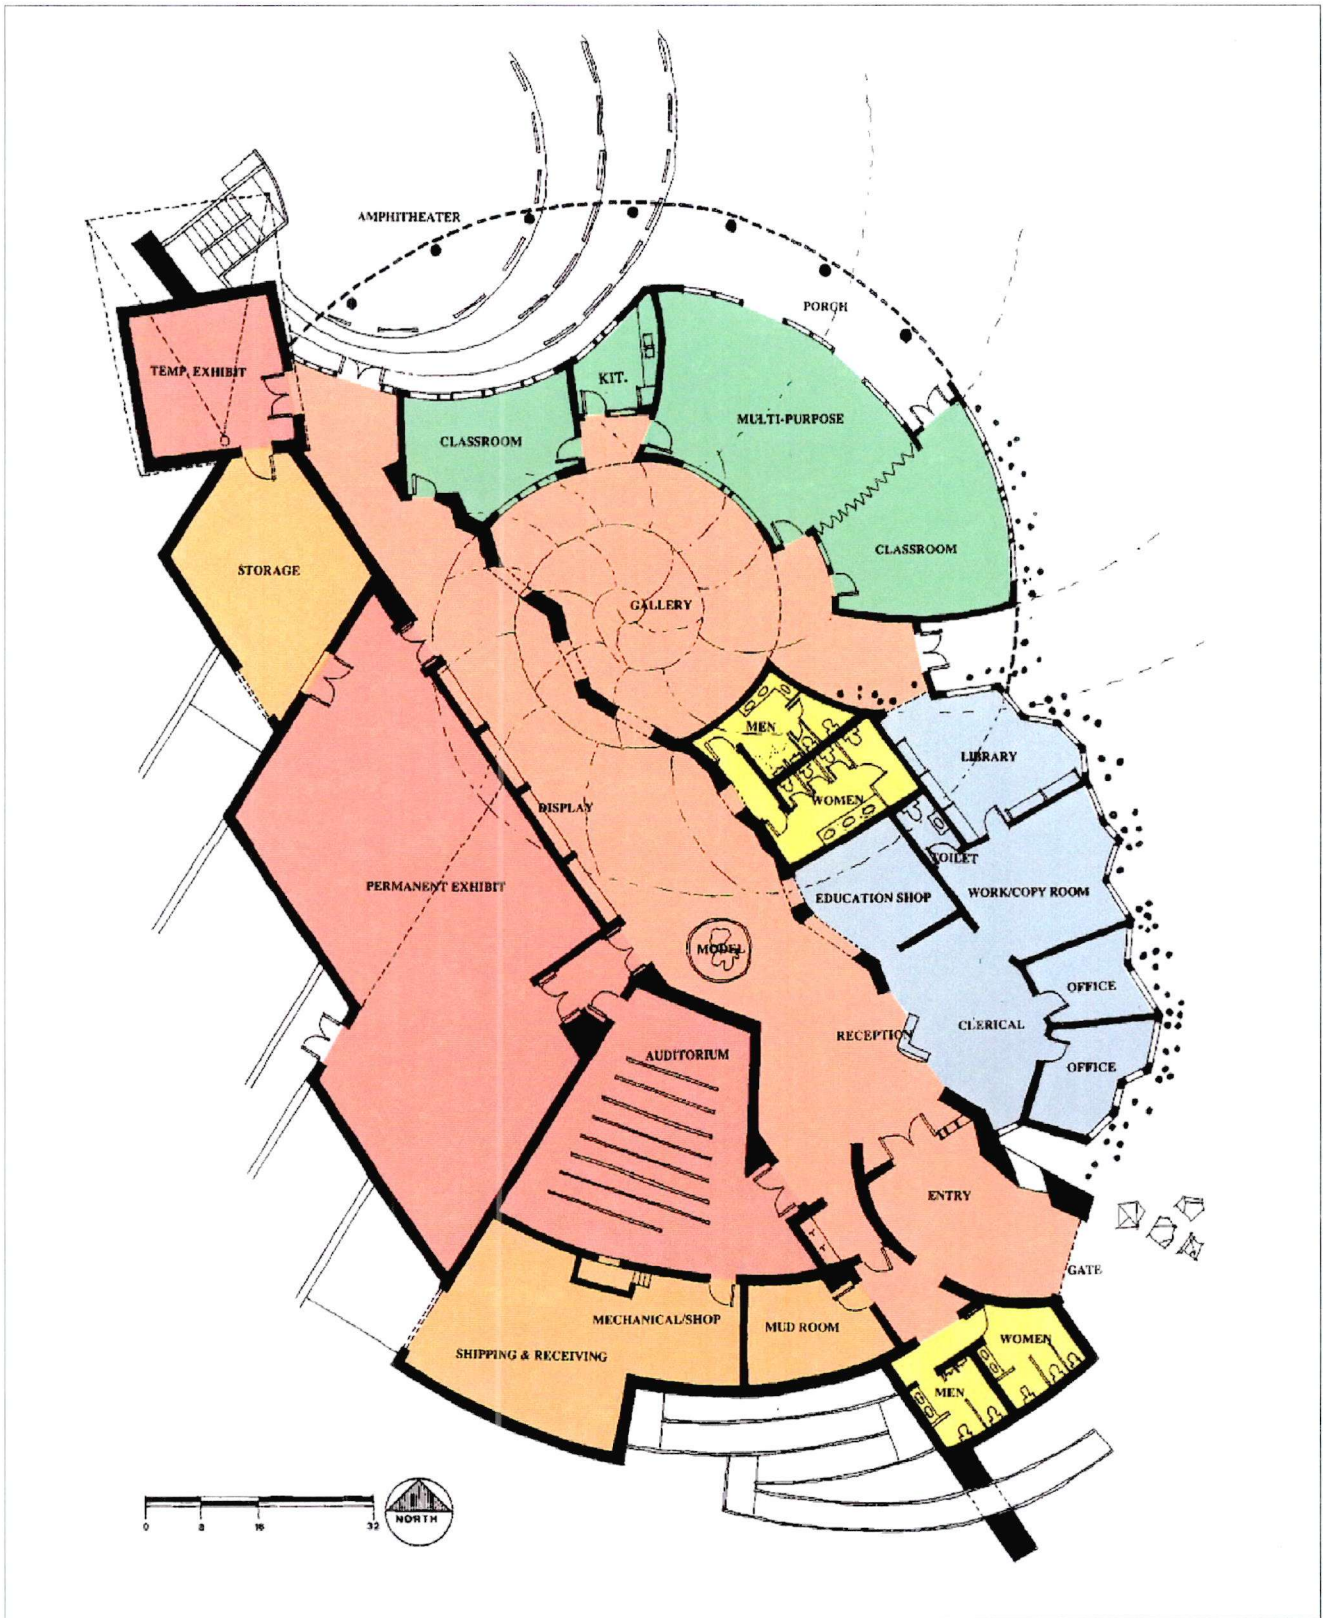 AMPHITHEATER
PORCH
TEMP. EXHIBIT
KIT.
MULTI-PURPOSE
CLASSROOM
CLASSROOM
STORAGE
GALLERY
MEN
LIBRARY
WOMEN
DISPLAY
TOILET
PERMANENT EXHIBIT
EDUCATION SHOP
WORK/COPY ROOM
MODEL
OFFICE
CLERICAL
RECEPTION
AUDITORIUM
OFFICE
ENTRY
GATE
MECHANICAL/SHOP
MUD ROOM
WOMEN
SHIPPING & RECEIVING
MEN
NORTH
0 8 16 32